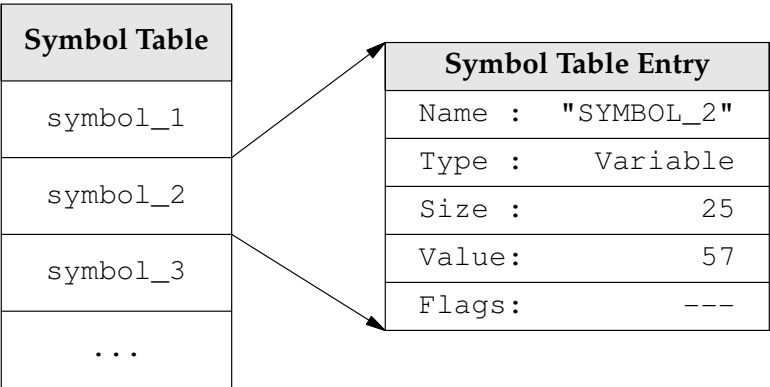 Symbol Table
symbol_1
symbol_2
symbol_3
...
Symbol Table Entry
Name : "SYMBOL_2"
Type : Variable
Size : 25
Value: 57
Flags: ---